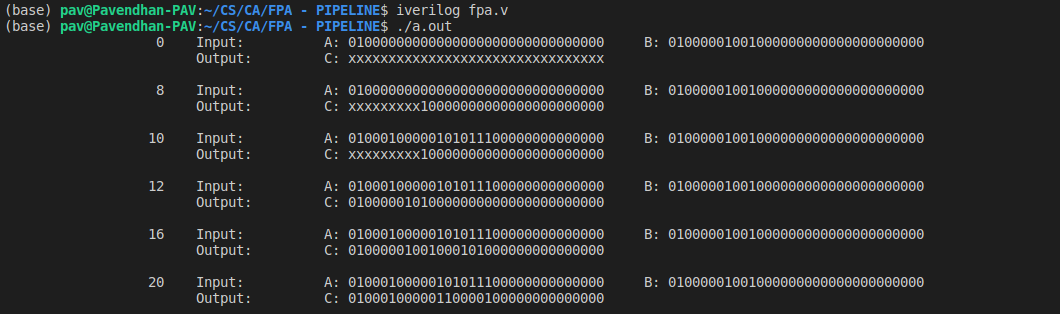 (base) pav@Pavendhan-PAV:~/CS/CA/FPA - PIPELINE$ iverilog fpa.v
(base) pav@Pavendhan-PAV:~/CS/CA/FPA - PIPELINE$ ./a.out
0 Input: A: 01000000000000000000000000000000 B: 01000001001000000000000000000000
Output: C: xxxxxxxxxxxxxxxxxxxxxxxxxxxxxxxx
8 Input: A: 01000000000000000000000000000000 B: 01000001001000000000000000000000
Output: C: xxxxxxxxx10000000000000000000000
10 Input: A: 01000100000101011100000000000000 B: 01000001001000000000000000000000
Output: C: xxxxxxxxx10000000000000000000000
12 Input: A: 01000100000101011100000000000000 B: 01000001001000000000000000000000
Output: C: 01000001010000000000000000000000
16 Input: A: 01000100000101011100000000000000 B: 01000001001000000000000000000000
Output: C: 01000001001000101000000000000000
20 Input: A: 01000100000101011100000000000000 B: 01000001001000000000000000000000
Output: C: 01000100000110000100000000000000